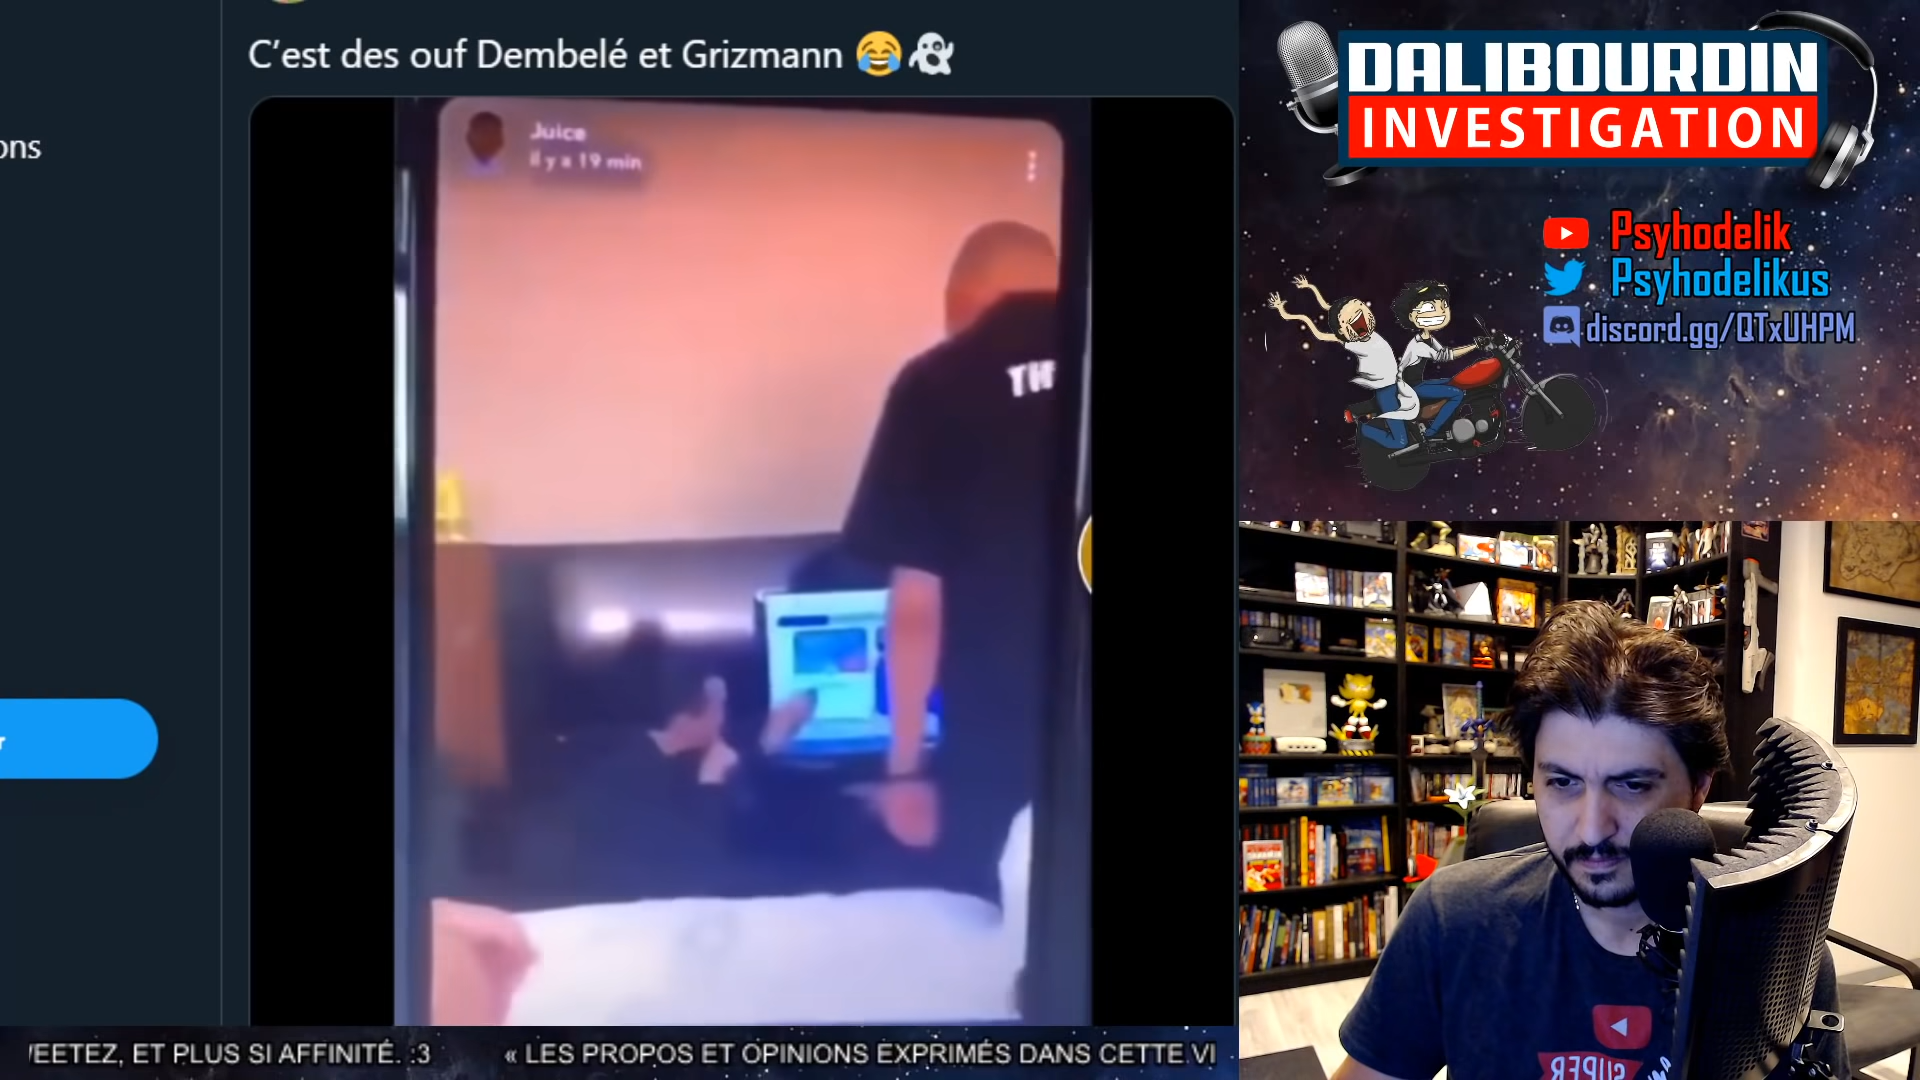 C’est des ouf Dembelé et Grizmann 😂👻
ons
Juice
il y a 19 min
TH
r
DALIBOURDIN
INVESTIGATION
Psyhodelik
Psyhodelikus
discord.gg/QTxUHPM
SUPER
EETEZ, ET PLUS SI AFFINITÉ. :3 « LES PROPOS ET OPINIONS EXPRIMÉS DANS CETTE VI